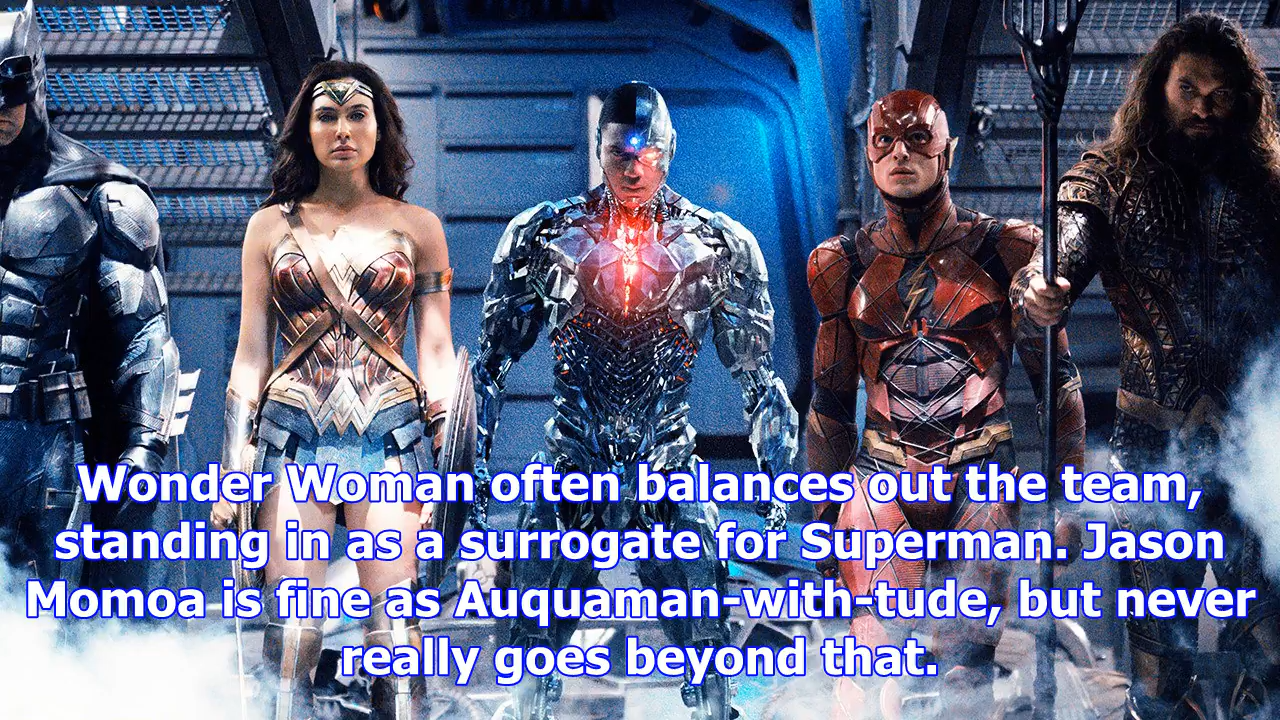 Wonder Woman often balances out the team,
standing in as a surrogate for Superman. Jason
Momoa is fine as Auquaman-with-tude, but never
really goes beyond that.